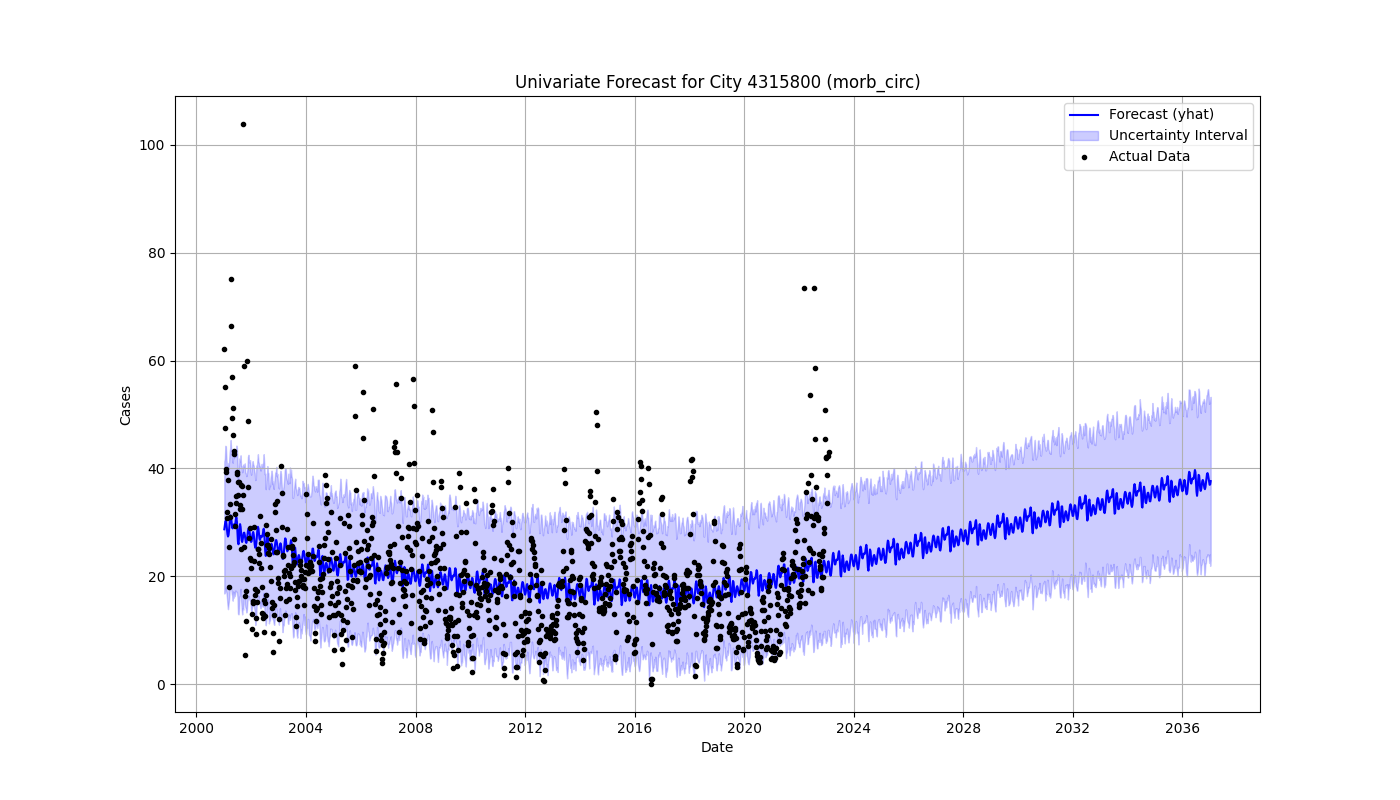 Univariate Forecast for City 4315800 (morb_circ)
Forecast (yhat)
Uncertainty Interval
Actual Data
100
80
60
40
20
0
Cases
2000 2004 2008 2012 2016 2020 2024 2028 2032 2036
Date